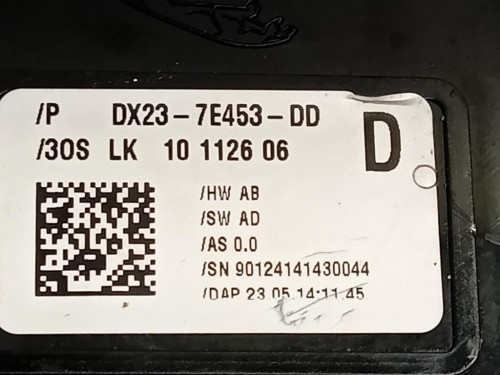 /P DX23-7E453-DD
/3OS LK 10 1126 06
D
/HW AB
/SW AD
/AS 0.0
/SN 90124141430044
/DAP 23.05.14:11.45